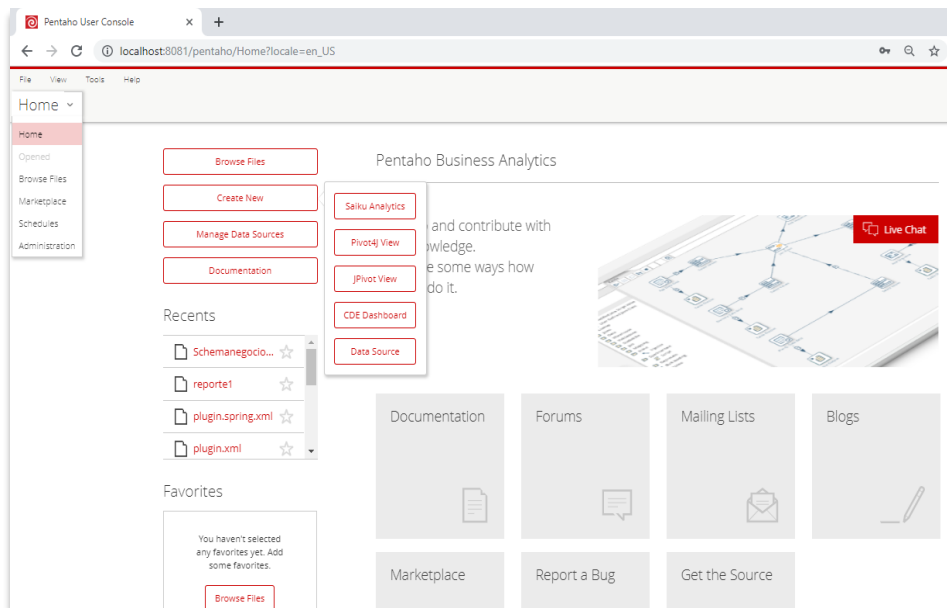 Pentaho User Console
localhost:8081/pentaho/Home?locale=en_US
File View Tools Help
Home
Home
Opened
Browse Files
Marketplace
Schedules
Administration
Browse Files
Create New
Manage Data Sources
Documentation
Saiku Analytics
Pivot4J View
JPivot View
CDE Dashboard
Data Source
Pentaho Business Analytics
and contribute with
wledge.
e some ways how
do it.
Live Chat
Recents
Schemanegocio...
reporte1
plugin.spring.xml
plugin.xml
Favorites
You haven't selected
any favorites yet. Add
some favorites.
Browse Files
Documentation
Forums
Mailing Lists
Blogs
Marketplace
Report a Bug
Get the Source